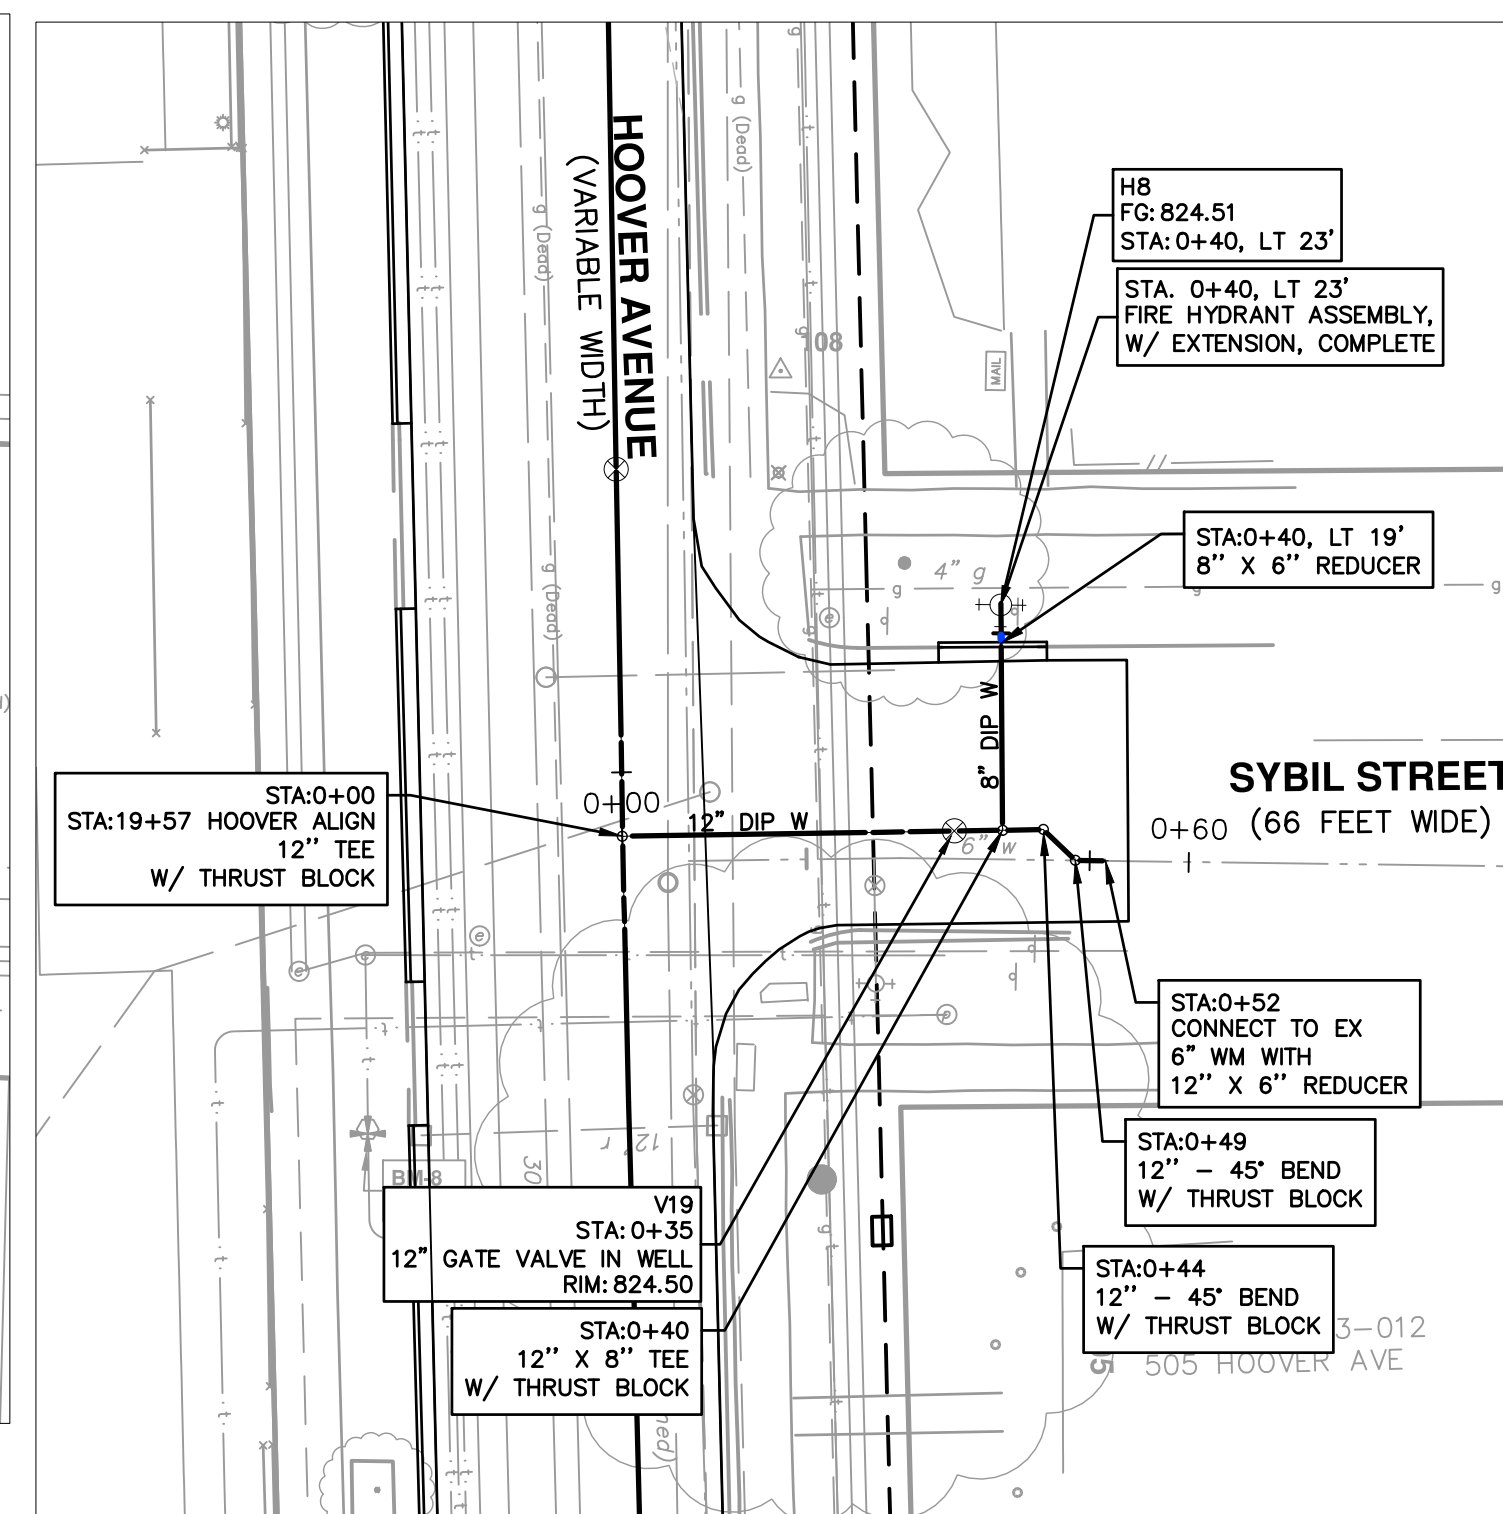 HOOVER AVENUE
(VARIABLE WIDTH)
g (Dead)
g (Dead)
g (Dead)
H8
FG: 824.51
STA: 0+40, LT 23'
STA. 0+40, LT 23'
FIRE HYDRANT ASSEMBLY,
W/ EXTENSION, COMPLETE
108
MAIL
STA:0+40, LT 19'
8" X 6" REDUCER
4" g
8" DIP W
SYBIL STREET
(66 FEET WIDE)
0+60
STA:0+00
STA:19+57 HOOVER ALIGN
12" TEE
W/ THRUST BLOCK
0+00
12" DIP W
6" w
STA:0+52
CONNECT TO EX
6" WM WITH
12" X 6" REDUCER
STA:0+49
12" - 45° BEND
W/ THRUST BLOCK
STA:0+44
12" - 45° BEND
W/ THRUST BLOCK
3-012
505 HOOVER AVE
12" r
30
BM-8
V19
STA: 0+35
12" GATE VALVE IN WELL
RIM: 824.50
STA:0+40
12" X 8" TEE
W/ THRUST BLOCK